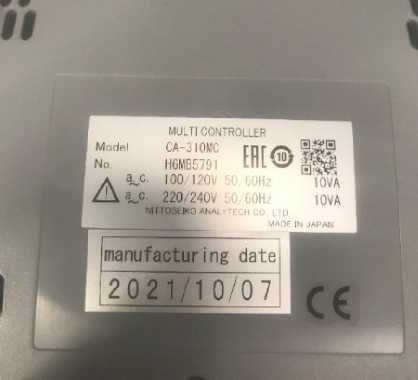 MULTI CONTROLLER
Model CA-310MC
No. HGMB5791
EAC 10
a.c. 100/120V 50/60Hz 10VA
a.c. 220/240V 50/60Hz 10VA
NITTOSEIKO ANALYTECH CO., LTD.
MADE IN JAPAN
manufacturing date
2021/10/07
CE